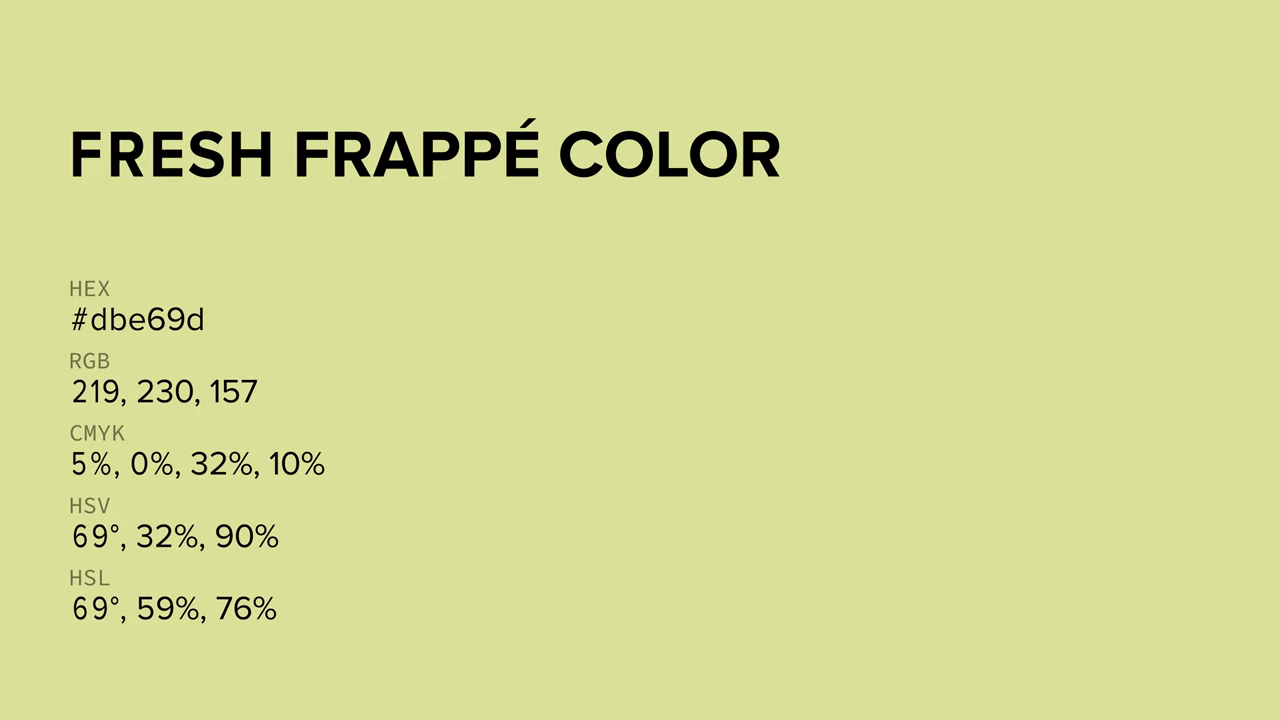 FRESH FRAPPÉ COLOR
HEX
#dbe69d
RGB
219, 230, 157
CMYK
5%, 0%, 32%, 10%
HSV
69°, 32%, 90%
HSL
69°, 59%, 76%